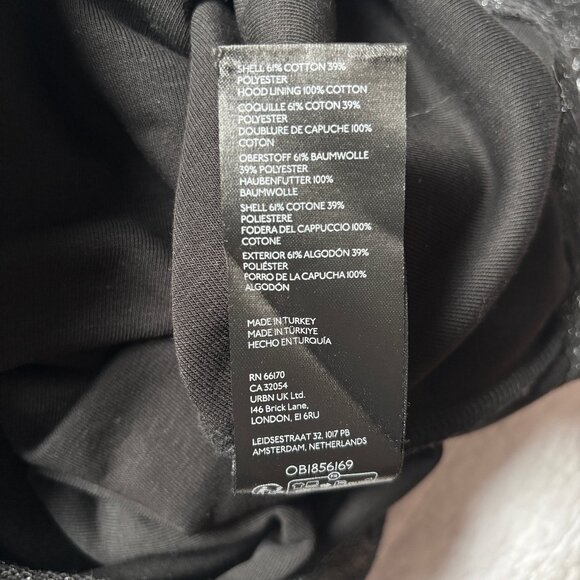 SHELL 61% COTTON 39%
POLYESTER
HOOD LINING 100% COTTON
COQUILLE 61% COTON 39%
POLYESTER
DOUBLURE DE CAPUCHE 100%
COTON
OBERSTOFF 61% BAUMWOLLE
39% POLYESTER
HAUBENFUTTER 100%
BAUMWOLLE
SHELL 61% COTONE 39%
POLIESTERE
FODERA DEL CAPPUCCIO 100%
COTONE
EXTERIOR 61% ALGODÓN 39%
POLIÉSTER
FORRO DE LA CAPUCHA 100%
ALGODÓN
MADE IN TURKEY
MADE IN TÜRKIYE
HECHO EN TURQUÍA
RN 66170
CA 32054
URBN UK Ltd.
146 Brick Lane,
LONDON, E1 6RU
LEIDSESTRAAT 32, 1017 PB
AMSTERDAM, NETHERLANDS
OB1856169